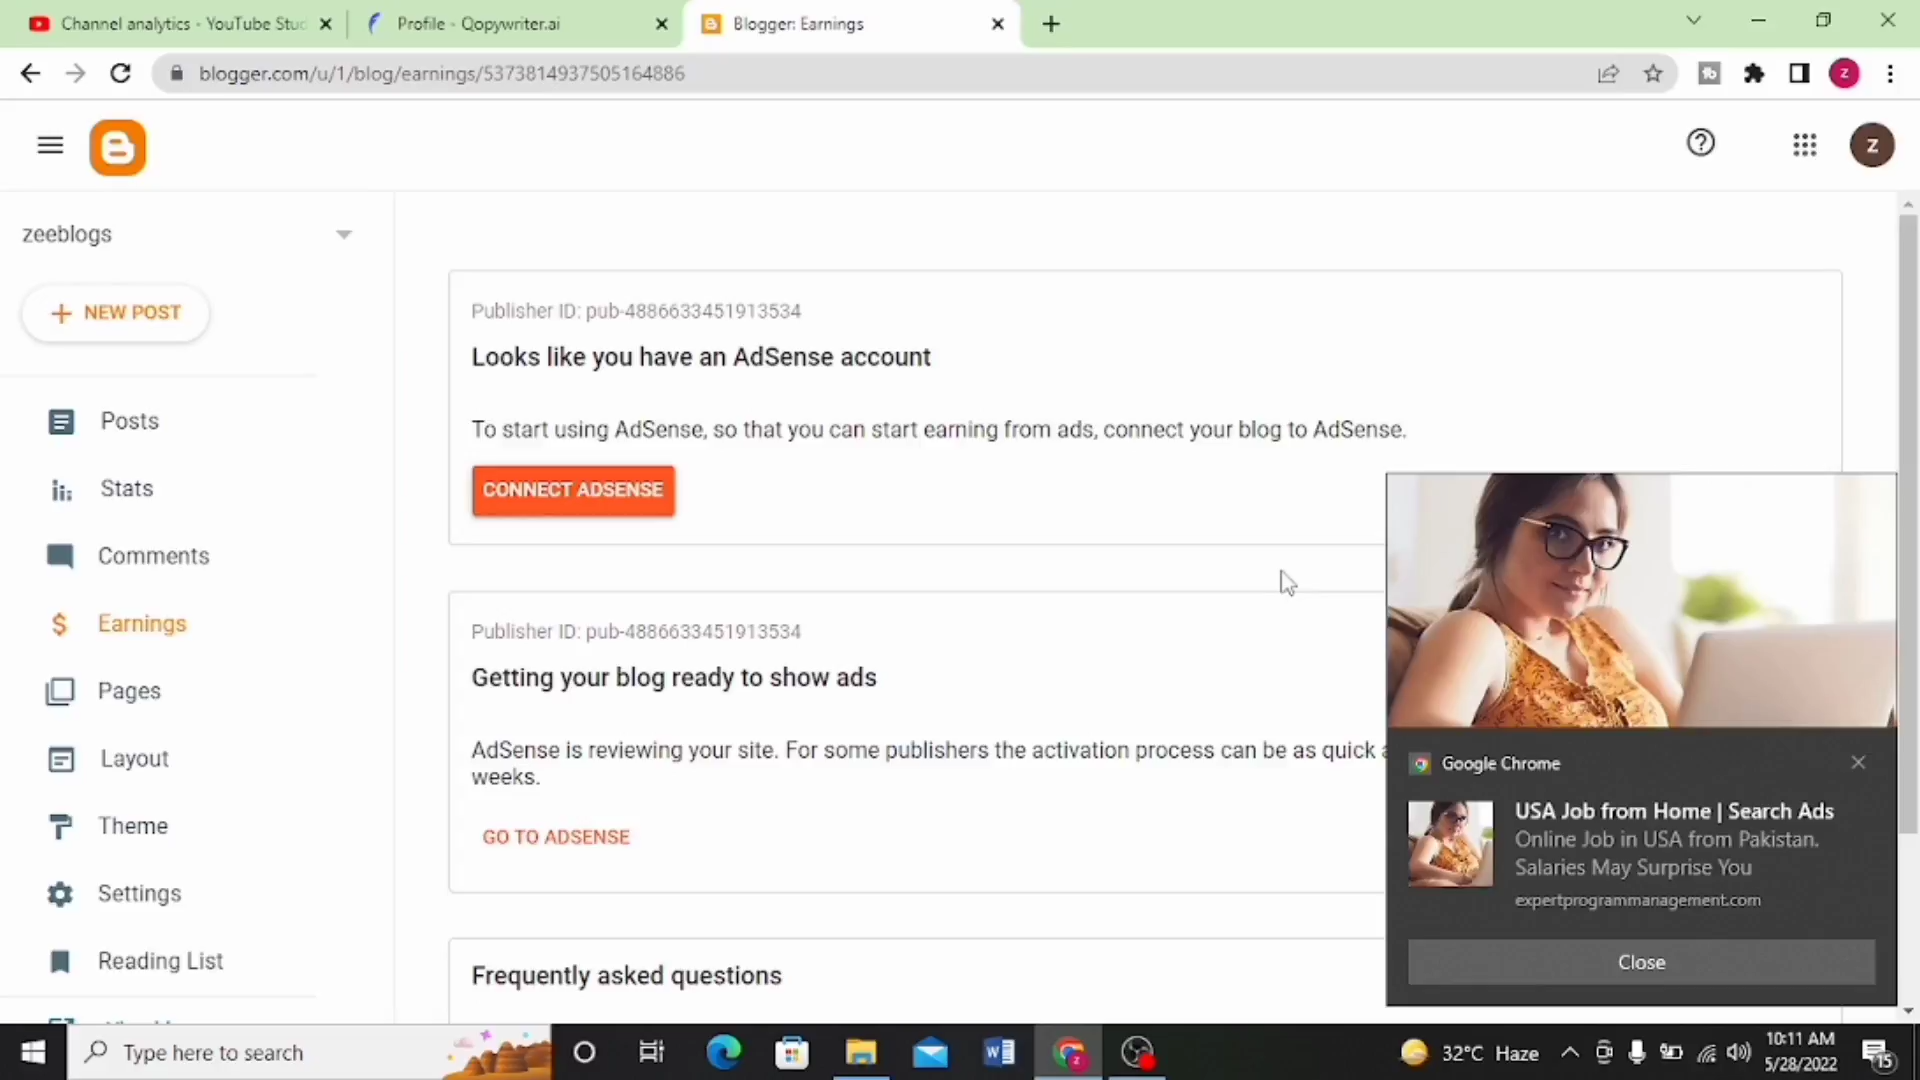 Channel analytics - YouTube Stud
Profile - Qopywriter.ai
Blogger: Earnings
blogger.com/u/1/blog/earnings/5373814937505164886
z
z
zeeblogs
NEW POST
Posts
Stats
Comments
Earnings
Pages
Layout
Theme
Settings
Reading List
Publisher ID: pub-4886633451913534
Looks like you have an AdSense account
To start using AdSense, so that you can start earning from ads, connect your blog to AdSense.
CONNECT ADSENSE
Publisher ID: pub-4886633451913534
Getting your blog ready to show ads
AdSense is reviewing your site. For some publishers the activation process can be as quick a
weeks.
GO TO ADSENSE
Frequently asked questions
Google Chrome
USA Job from Home | Search Ads
Online Job in USA from Pakistan.
Salaries May Surprise You
expertprogrammanagement.com
Close
Type here to search
32°C Haze
10:11 AM
5/28/2022
15